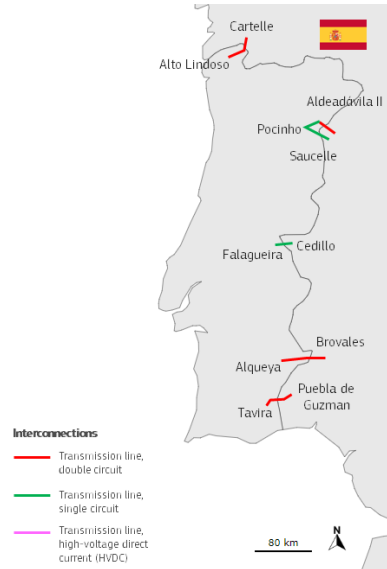 Cartelle
Alto Lindoso
Aldeadávila II
Pocinho
Saucelle
Cedillo
Falagueira
Brovales
Alqueya
Puebla de
Guzman
Tavira
Interconnections
Transmission line,
double circuit
Transmission line,
single circuit
Transmission line,
high-voltage direct
current (HVDC)
80 km
N